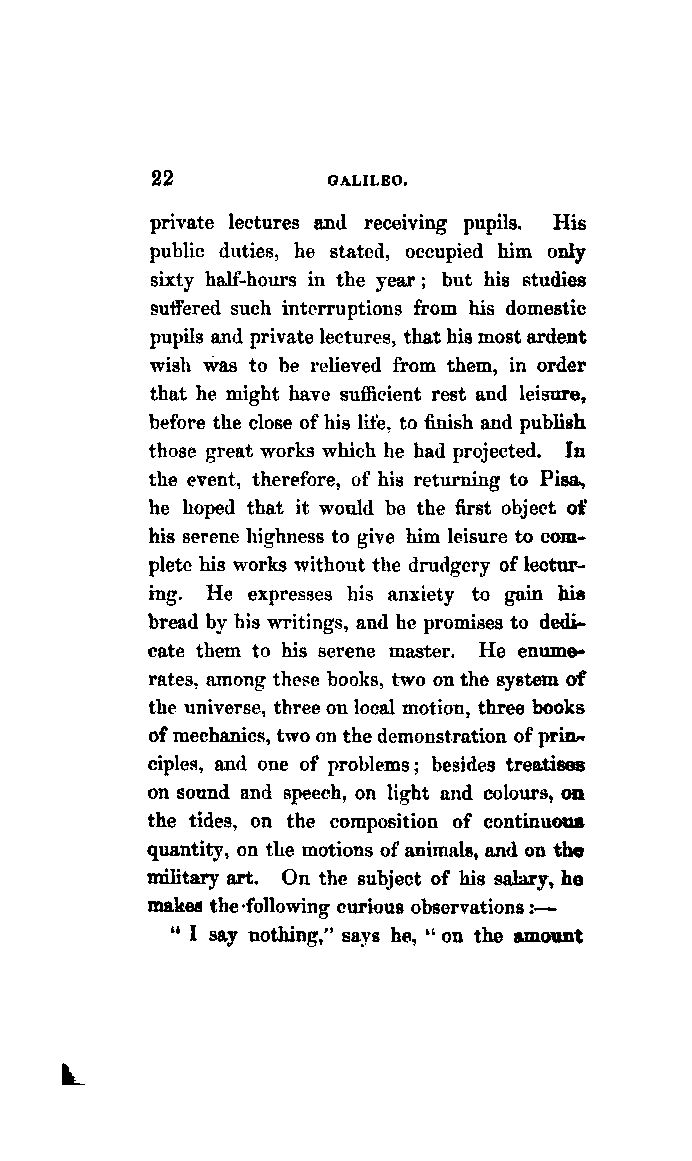 22 GALILEO.
private lectures and receiving pupils. His
public duties, he stated, occupied him only
sixty half-hours in the year; but his studies
suffered such interruptions from his domestic
pupils and private lectures, that his most ardent
wish was to be relieved from them, in order
that he might have sufficient rest and leisure,
before the close of his life, to finish and publish
those great works which he had projected. In
the event, therefore, of his returning to Pisa,
he hoped that it would be the first object of
his serene highness to give him leisure to com-
plete his works without the drudgery of lectur-
ing. He expresses his anxiety to gain his
bread by his writings, and he promises to dedi-
cate them to his serene master. He enume-
rates, among these books, two on the system of
the universe, three on local motion, three books
of mechanics, two on the demonstration of prin-
ciples, and one of problems; besides treatises
on sound and speech, on light and colours, on
the tides, on the composition of continuous
quantity, on the motions of animals, and on the
military art. On the subject of his salary, he
makes the following curious observations:—
" I say nothing," says he, " on the amount